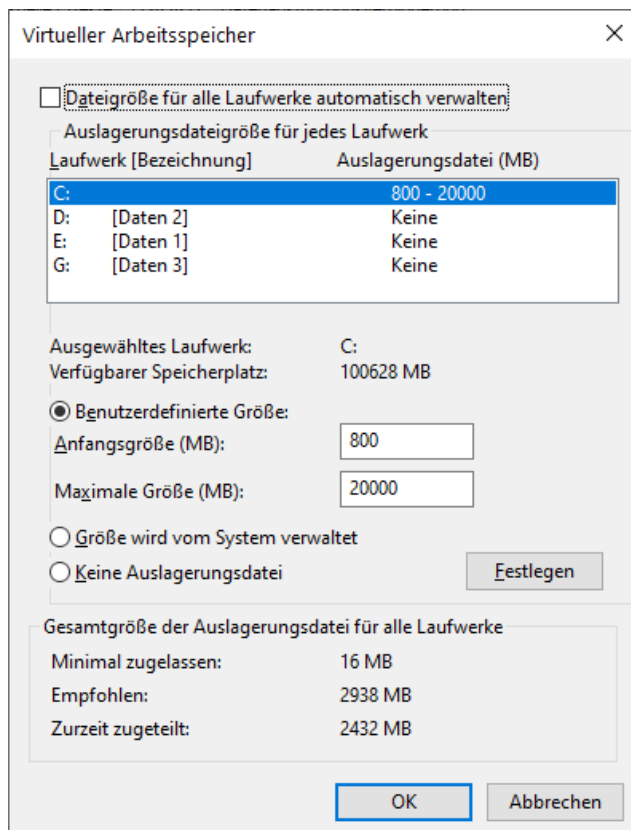 Virtueller Arbeitsspeicher
Dateigröße für alle Laufwerke automatisch verwalten
Auslagerungsdateigröße für jedes Laufwerk
Laufwerk [Bezeichnung] Auslagerungsdatei (MB)
C: 800 - 20000
D: [Daten 2] Keine
E: [Daten 1] Keine
G: [Daten 3] Keine
Ausgewähltes Laufwerk: C:
Verfügbarer Speicherplatz: 100628 MB
Benutzerdefinierte Größe:
Anfangsgröße (MB): 800
Maximale Größe (MB): 20000
Größe wird vom System verwaltet
Keine Auslagerungsdatei Festlegen
Gesamtgröße der Auslagerungsdatei für alle Laufwerke
Minimal zugelassen: 16 MB
Empfohlen: 2938 MB
Zurzeit zugeteilt: 2432 MB
OK Abbrechen